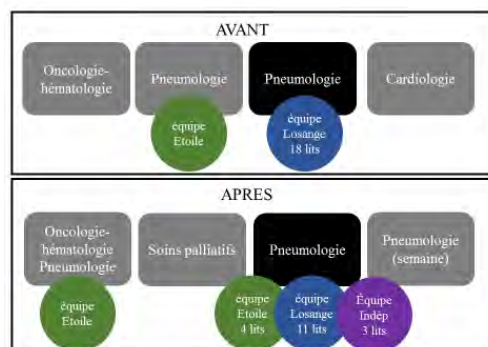 AVANT
Oncologie-
hématologie
Pneumologie
Pneumologie
Cardiologie
équipe
Etoile
équipe
Losange
18 lits
APRES
Oncologie-
hématologie
Pneumologie
Soins palliatifs
Pneumologie
Pneumologie
(semaine)
équipe
Etoile
équipe
Etoile
4 lits
équipe
Losange
11 lits
Équipe
Indép
3 lits